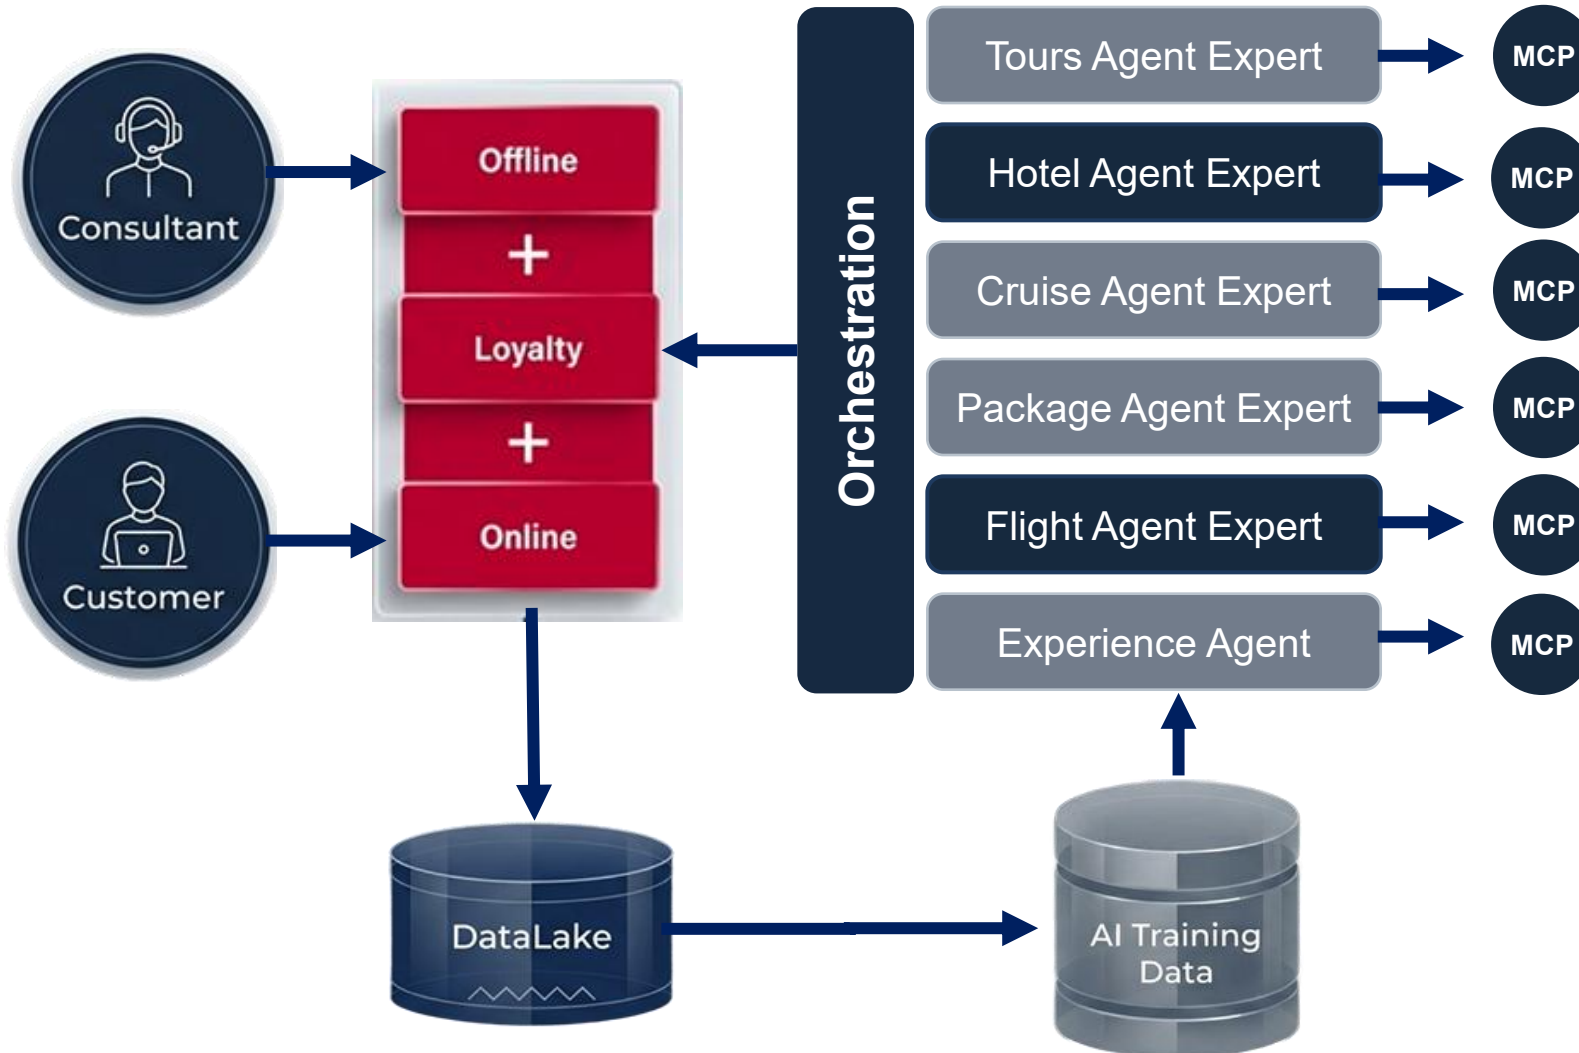 Consultant
Customer
Offline
+
Loyalty
+
Online
Orchestration
Tours Agent Expert
MCP
Hotel Agent Expert
MCP
Cruise Agent Expert
MCP
Package Agent Expert
MCP
Flight Agent Expert
MCP
Experience Agent
MCP
DataLake
AI Training
Data